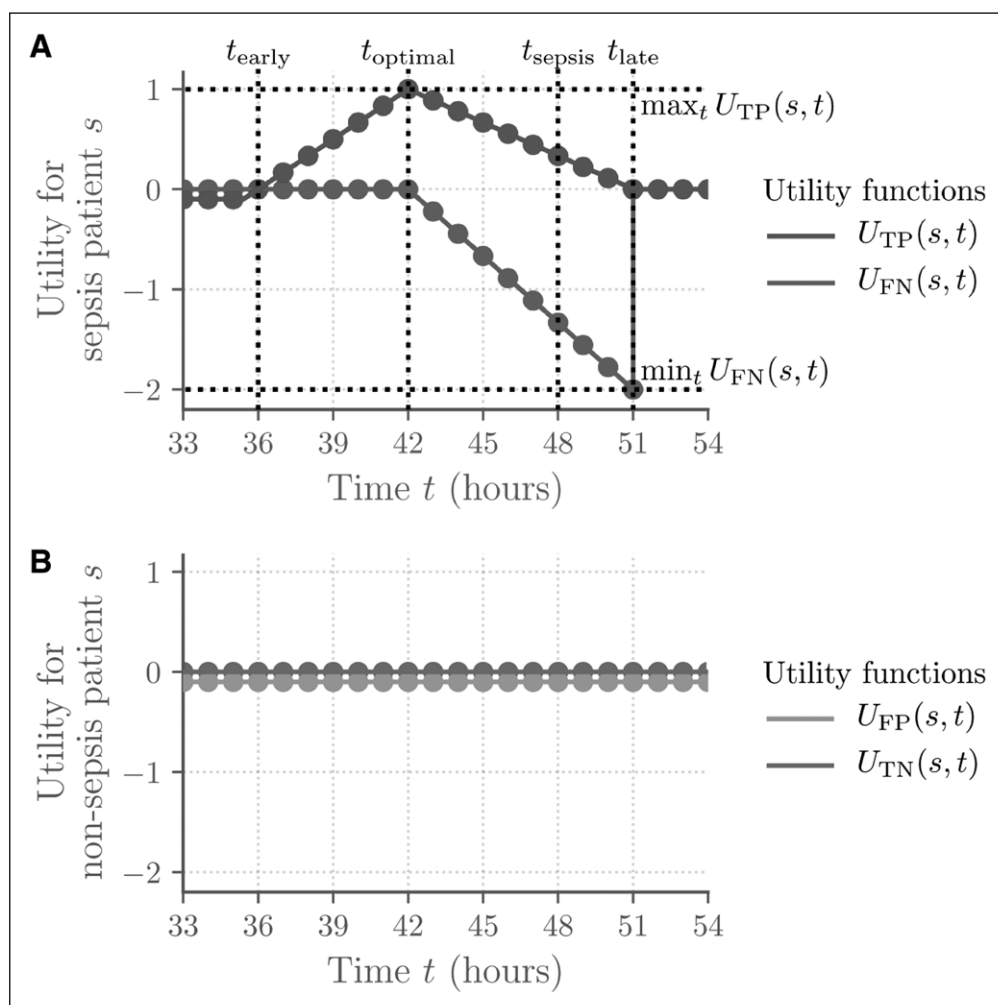 A
t_early t_optimal t_sepsis t_late
1
0
−1
−2
max_t U_TP(s, t)
min_t U_FN(s, t)
Utility for
sepsis patient s
33 36 39 42 45 48 51 54
Time t (hours)
Utility functions
U_TP(s, t)
U_FN(s, t)
B
1
0
−1
−2
Utility for
non-sepsis patient s
33 36 39 42 45 48 51 54
Time t (hours)
Utility functions
U_FP(s, t)
U_TN(s, t)